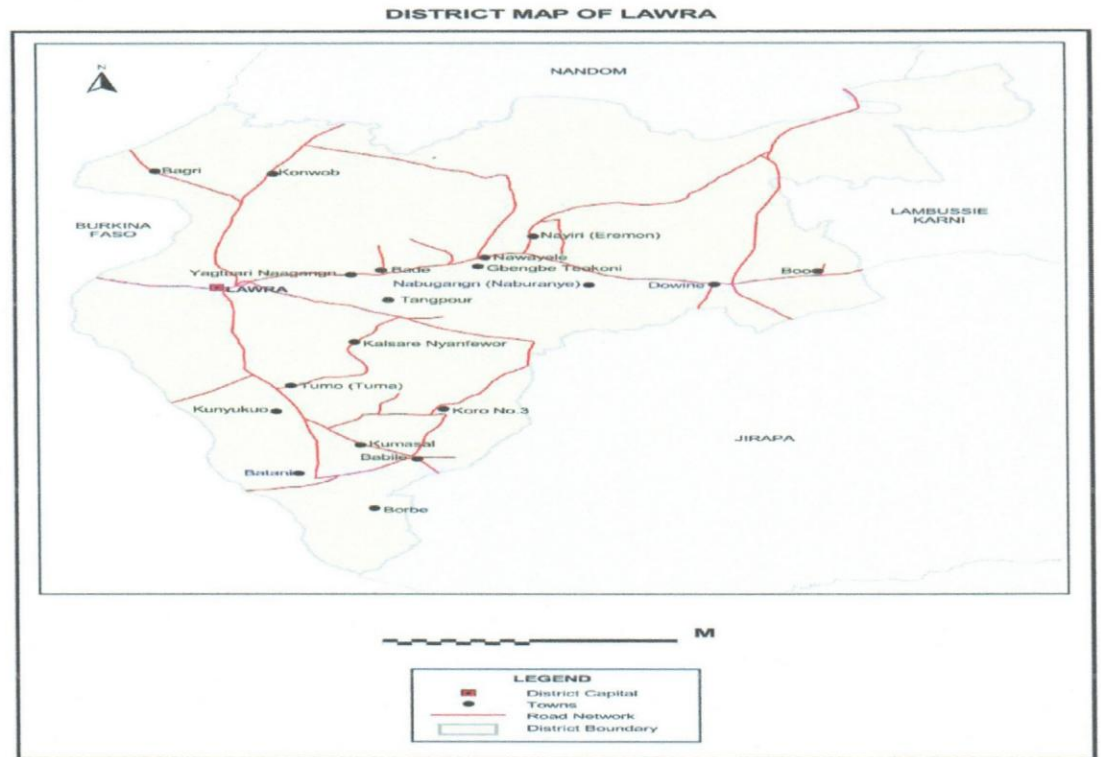 DISTRICT MAP OF LAWRA
N
NANDOM
Bagri
Konwob
BURKINA
FASO
LAMBUSSIE
KARNI
Nayiri (Eremon)
Nawayele
Gbengbe Tsokoni
Boo
Naagangn
Bade
Nabugangn (Naburanye)
Dowine
LAWRA
Tangpour
Kalsare Nyanfewor
Tumo (Tuma)
Kunyukuo
Koro No.3
JIRAPA
Kumasal
Babile
Batani
Borbe
M
LEGEND
District Capital
Towns
Road Network
District Boundary